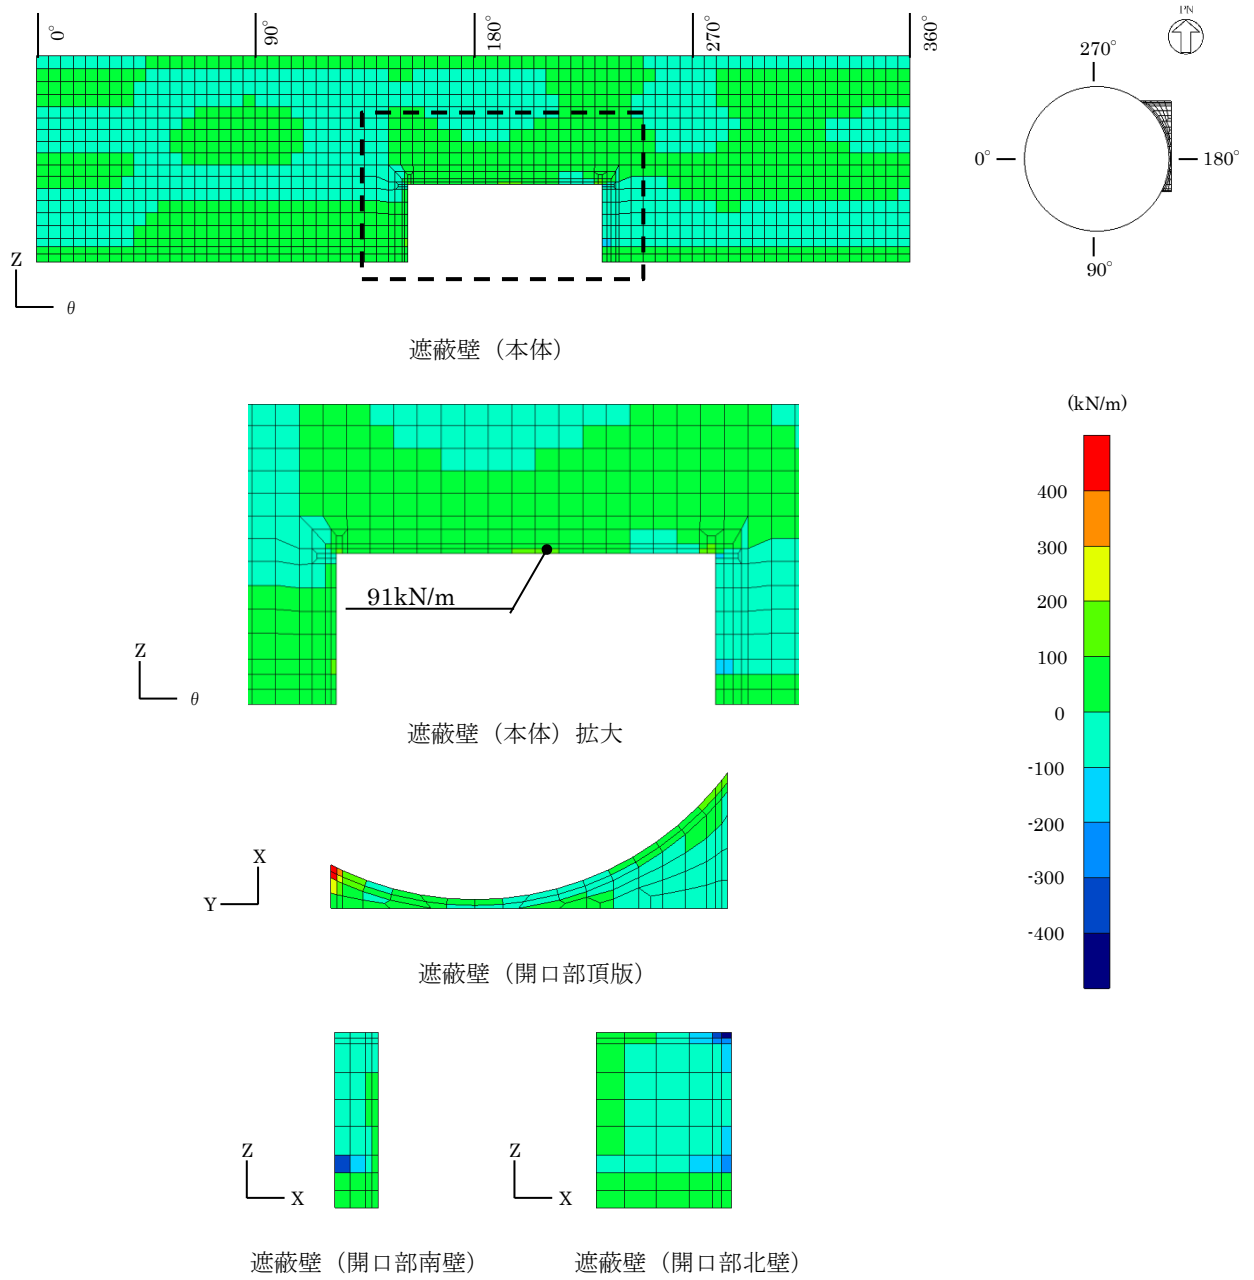 0° 90° 180° 270° 360°
PN
270°
0° 180°
90°
Z
θ
遮蔽壁（本体）
(kN/m)
400
300
200
100
0
-100
-200
-300
-400
91kN/m
Z
θ
遮蔽壁（本体）拡大
X
Y
遮蔽壁（開口部頂版）
Z
X
Z
X
遮蔽壁（開口部南壁）
遮蔽壁（開口部北壁）